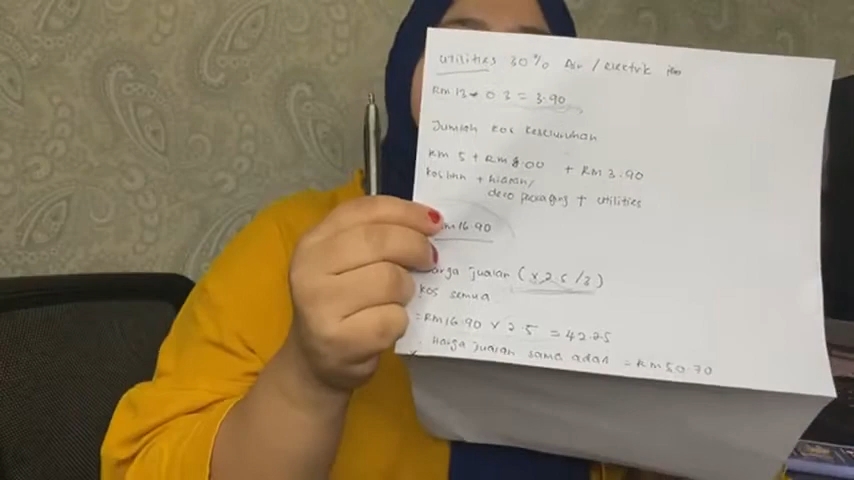 Utilities 30% Air / elektrik
RM 13 * 0.3 = 3.90
Jumlah kos keseluruhan
RM 5 + RM 8.00 + RM 3.90
kos bhn + hiasan/
deco packaging + utilities
RM16.90
Harga jualan (x 2.5 /3)
kos semua
= RM16.90 x 2.5 = 42.25
Harga jualan sama adan = RM50.70